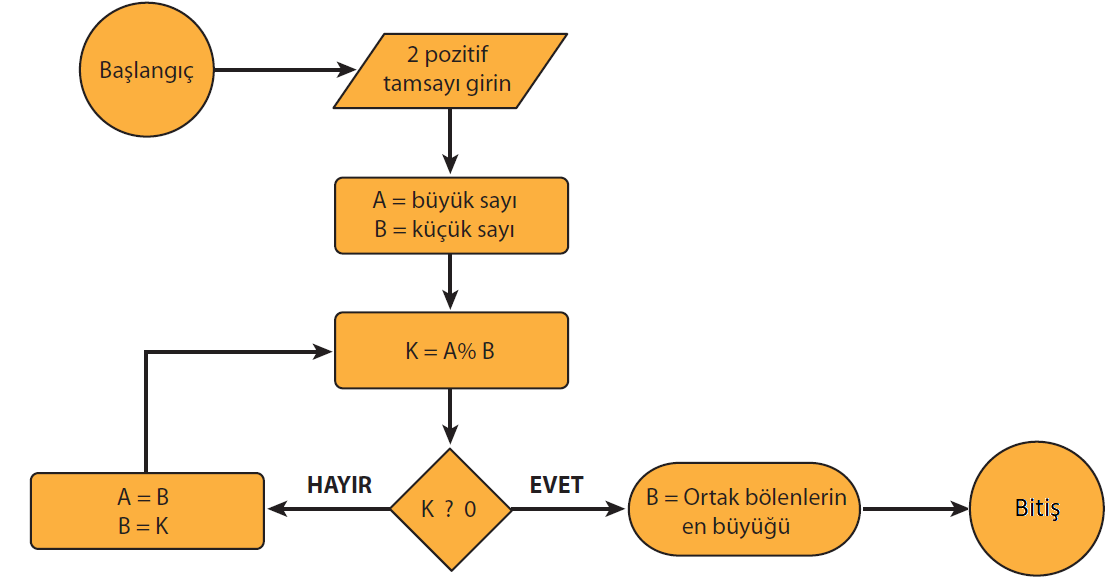 Başlangıç
2 pozitif
tamsayı girin
A = büyük sayı
B = küçük sayı
K = A% B
K ? 0
HAYIR
A = B
B = K
EVET
B = Ortak bölenlerin
en büyüğü
Bitiş